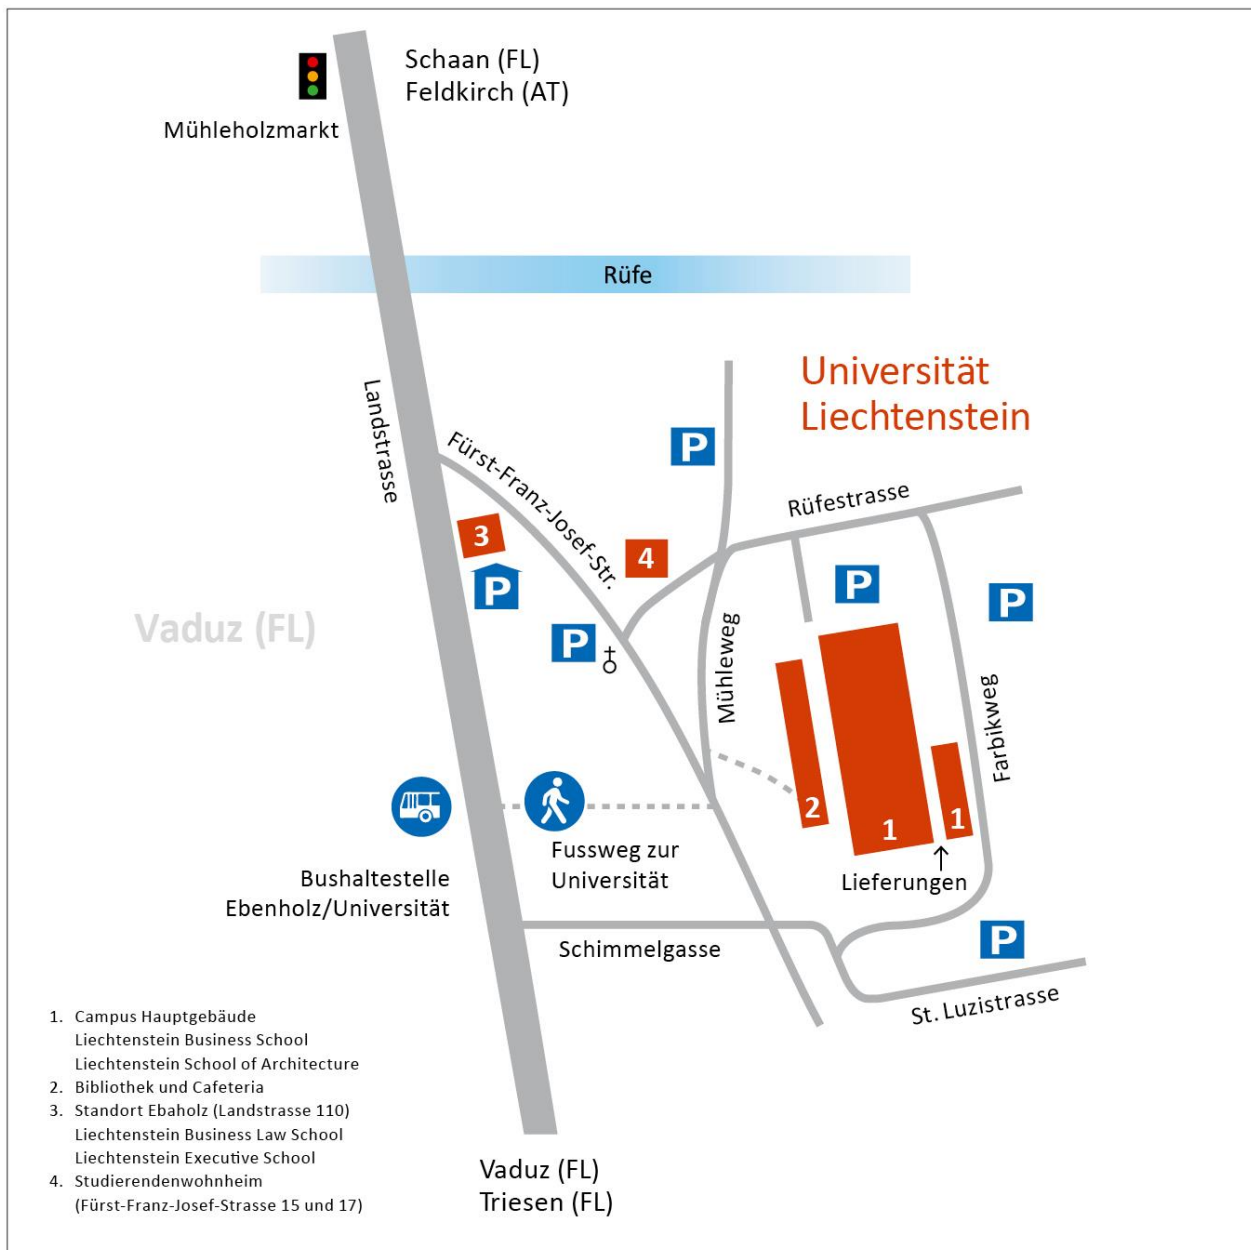 Schaan (FL)
Feldkirch (AT)
Mühleholzmarkt
Rüfe
Universität
Liechtenstein
Landstrasse
Fürst-Franz-Josef-Str.
P
Rüfestrasse
3
4
P
P
P
P
Vaduz (FL)
Mühleweg
Farbikweg
2
1
1
Fussweg zur
Universität
Lieferungen
Bushaltestelle
Ebenholz/Universität
Schimmelgasse
P
St. Luzistrasse
1. Campus Hauptgebäude
Liechtenstein Business School
Liechtenstein School of Architecture
2. Bibliothek und Cafeteria
3. Standort Ebaholz (Landstrasse 110)
Liechtenstein Business Law School
Liechtenstein Executive School
4. Studierendenwohnheim
(Fürst-Franz-Josef-Strasse 15 und 17)
Vaduz (FL)
Triesen (FL)